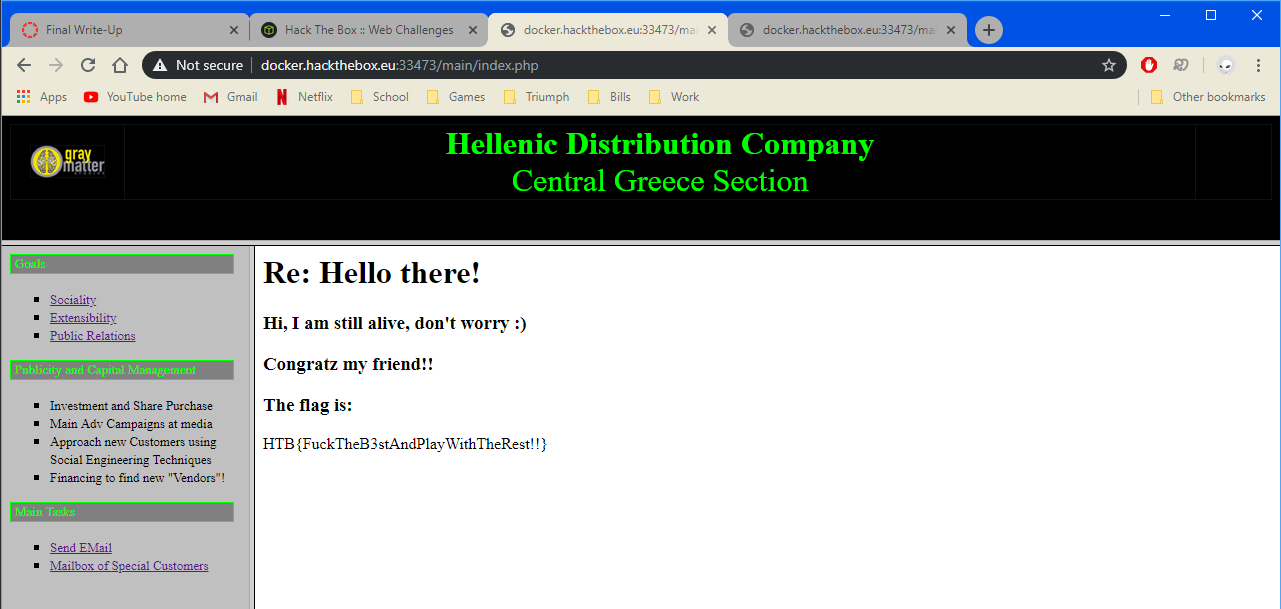 Final Write-Up
Hack The Box :: Web Challenges
docker.hackthebox.eu:33473/mai
docker.hackthebox.eu:33473/mai
Not secure
docker.hackthebox.eu:33473/main/index.php
Apps
YouTube home
Gmail
Netflix
School
Games
Triumph
Bills
Work
Other bookmarks
gray
matter
Hellenic Distribution Company
Central Greece Section
Goals
Sociality
Extensibility
Public Relations
Publicity and Capital Management
Investment and Share Purchase
Main Adv Campaigns at media
Approach new Customers using
Social Engineering Techniques
Financing to find new "Vendors"!
Main Tasks
Send EMail
Mailbox of Special Customers
Re: Hello there!
Hi, I am still alive, don't worry :)
Congratz my friend!!
The flag is:
HTB{FuckTheB3stAndPlayWithTheRest!!}